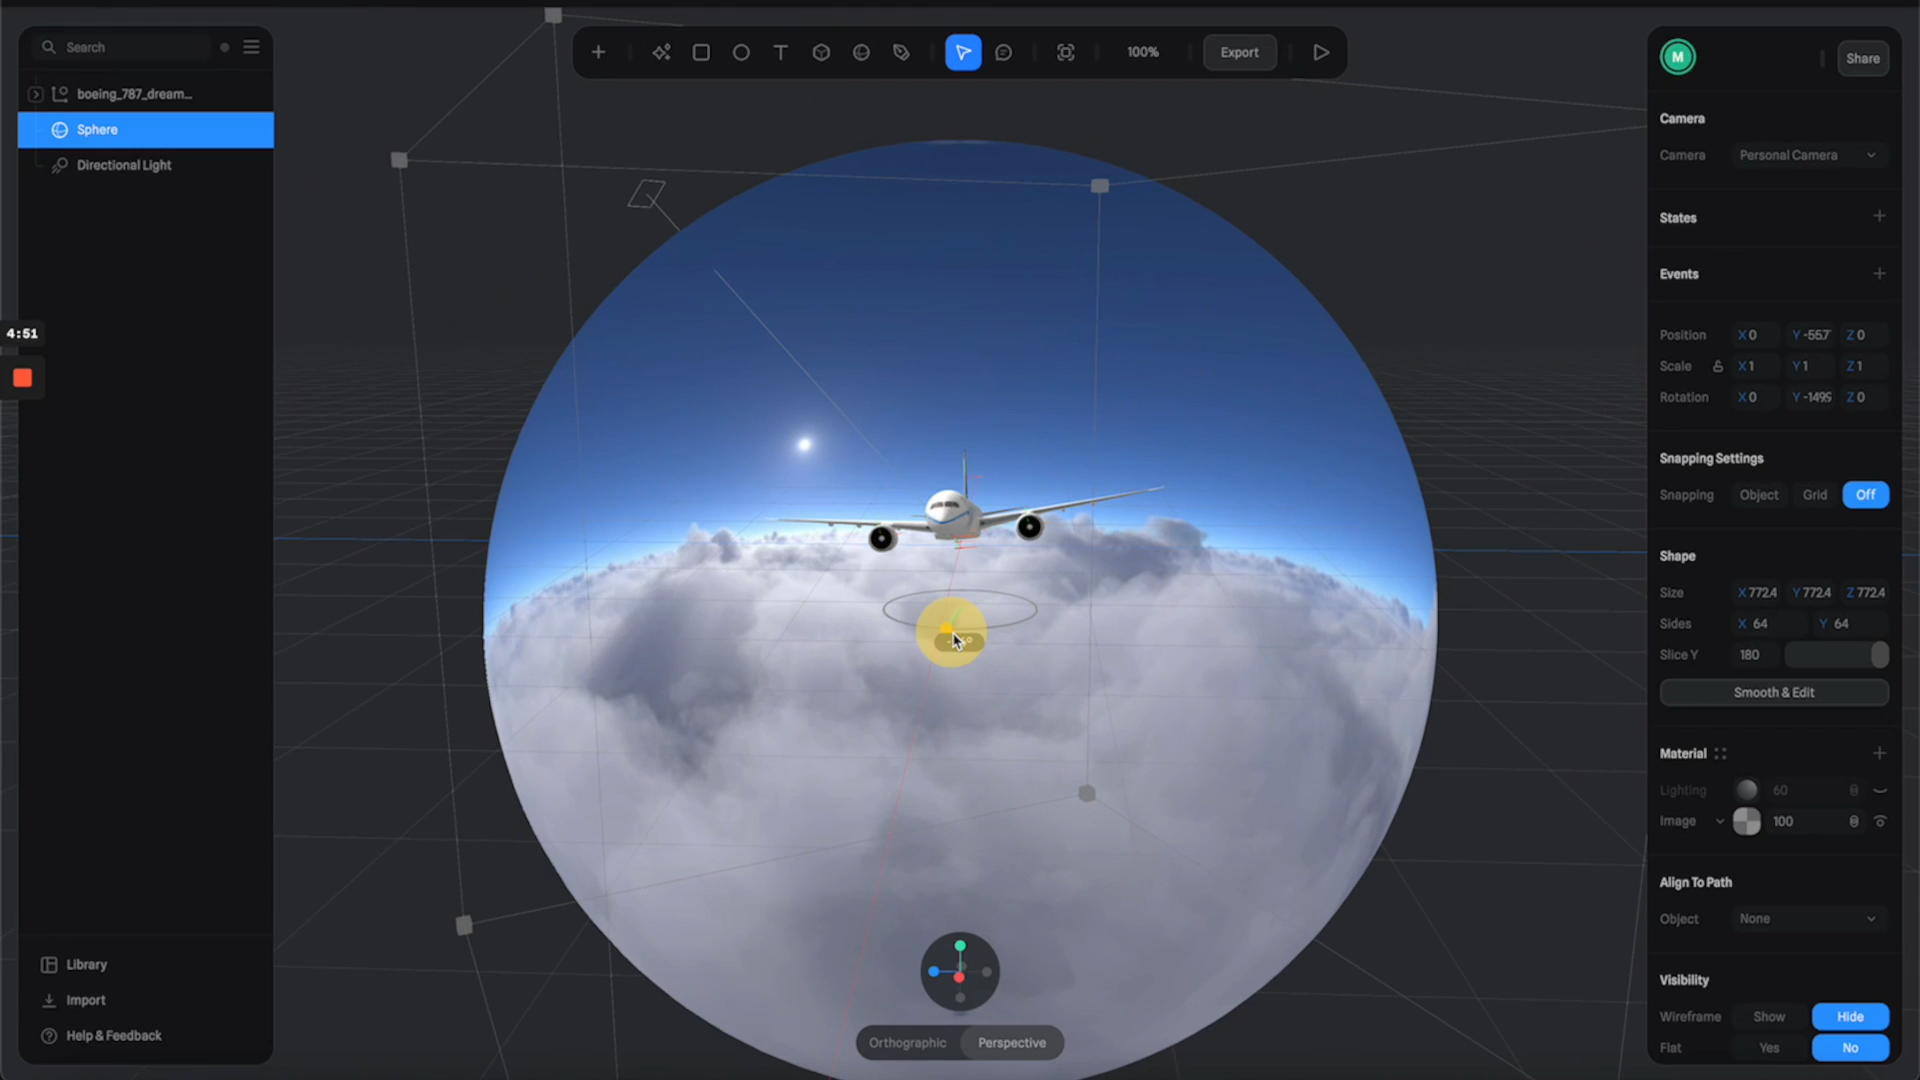 Search
boeing_787_dream...
Sphere
Directional Light
4:51
Library
Import
Help & Feedback
T
100%
Export
Orthographic
Perspective
M
Share
Camera
Camera Personal Camera
States
Events
Position X 0 Y -557 Z 0
Scale X 1 Y 1 Z 1
Rotation X 0 Y -149.5 Z 0
Snapping Settings
Snapping Object Grid Off
Shape
Size X 772.4 Y 772.4 Z 772.4
Sides X 64 Y 64
Slice Y 180
Smooth & Edit
Material
Lighting 60
Image 100
Align To Path
Object None
Visibility
Wireframe Show Hide
Flat Yes No